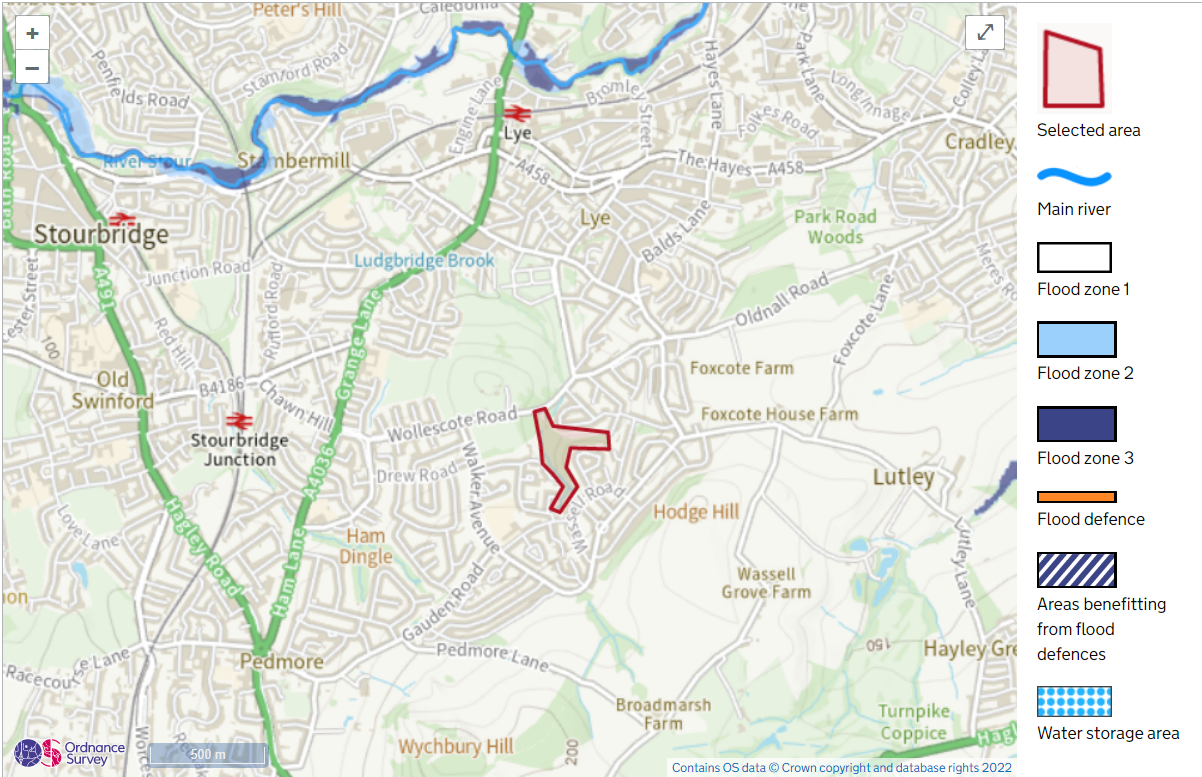 Peter's Hill
Caledonia
+
−
Penfields Road
Stamford Road
Engine Lane
Hayes Lane
Park Lane
Long Innage
Colley L
Bromley Street
Folkes Road
Lye
Cradley
Bath Road
River Stour
Stambermill
A458
The Hayes
A458
Stourbridge
Lye
Park Road
Woods
Balds Lane
Ludgbridge Brook
Junction Road
A491
Rufford Road
Oldnall Road
Meres Ro
Red Hill
Grange Lane
Foxcote Lane
100
Old
Swinford
B4186
Chawn Hill
Foxcote Farm
Wollescote Road
Foxcote House Farm
Stourbridge
Junction
A4036
Drew Road
Walker Avenue
Lutley
Hodge Hill
Love Lane
Hagley Road
Ham
Dingle
Ham Lane
Lutley Lane
Wassell
Grove Farm
Gauden Road
150
Hayley Gre
Pedmore
Pedmore Lane
Broadmarsh
Farm
Turnpike
Coppice
Wychbury Hill
200
Hagl
Ordnance
Survey
500 m
Contains OS data © Crown copyright and database rights 2022
Selected area
Main river
Flood zone 1
Flood zone 2
Flood zone 3
Flood defence
Areas benefitting
from flood
defences
Water storage area